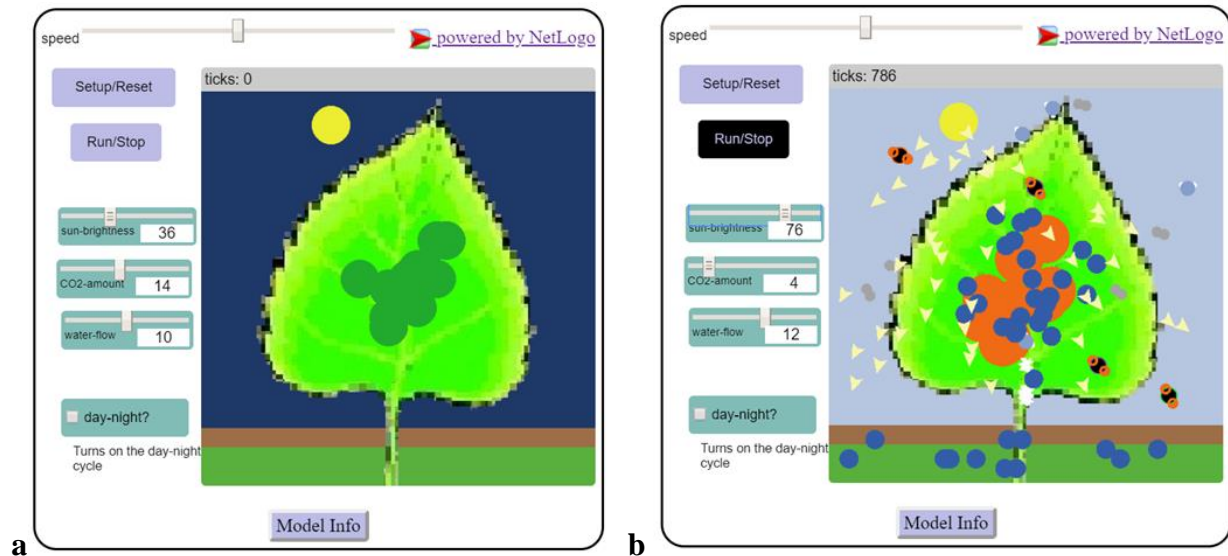 speed
powered by NetLogo
Setup/Reset
ticks: 0
Run/Stop
sun-brightness 36
CO2-amount 14
water-flow 10
day-night?
Turns on the day-night
cycle
Model Info
a
speed
powered by NetLogo
Setup/Reset
ticks: 786
Run/Stop
sun-brightness 76
CO2-amount 4
water-flow 12
day-night?
Turns on the day-night
cycle
Model Info
b